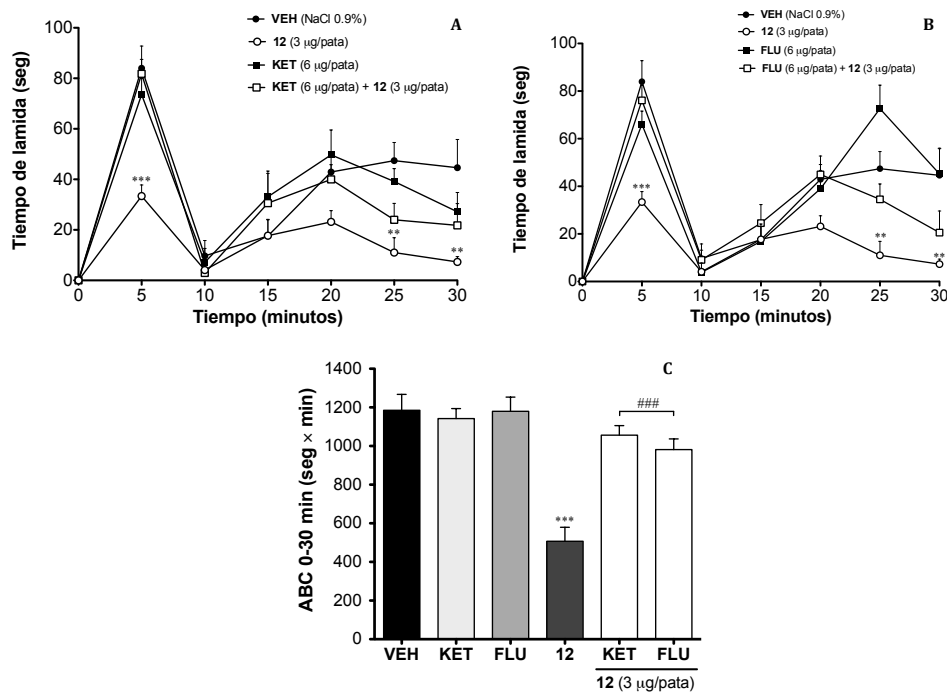 A
VEH (NaCl 0.9%)
12 (3 μg/pata)
KET (6 μg/pata)
KET (6 μg/pata) + 12 (3 μg/pata)
Tiempo de lamida (seg)
100
80
60
40
20
0
***
**
**
0 5 10 15 20 25 30
Tiempo (minutos)
B
VEH (NaCl 0.9%)
12 (3 μg/pata)
FLU (6 μg/pata)
FLU (6 μg/pata) + 12 (3 μg/pata)
Tiempo de lamida (seg)
100
80
60
40
20
0
***
**
**
0 5 10 15 20 25 30
Tiempo (minutos)
C
ABC 0-30 min (seg × min)
1400
1200
1000
800
600
400
200
0
***
###
VEH KET FLU 12 KET FLU
12 (3 μg/pata)